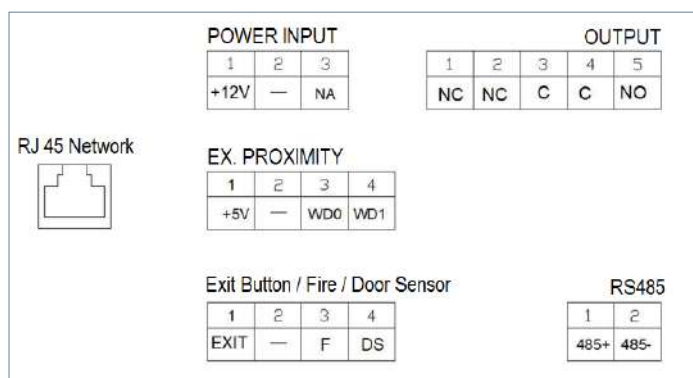 POWER INPUT
1 2 3
+12V — NA
OUTPUT
1 2 3 4 5
NC NC C C NO
RJ 45 Network
EX. PROXIMITY
1 2 3 4
+5V — WD0 WD1
Exit Button / Fire / Door Sensor
1 2 3 4
EXIT — F DS
RS485
1 2
485+ 485-